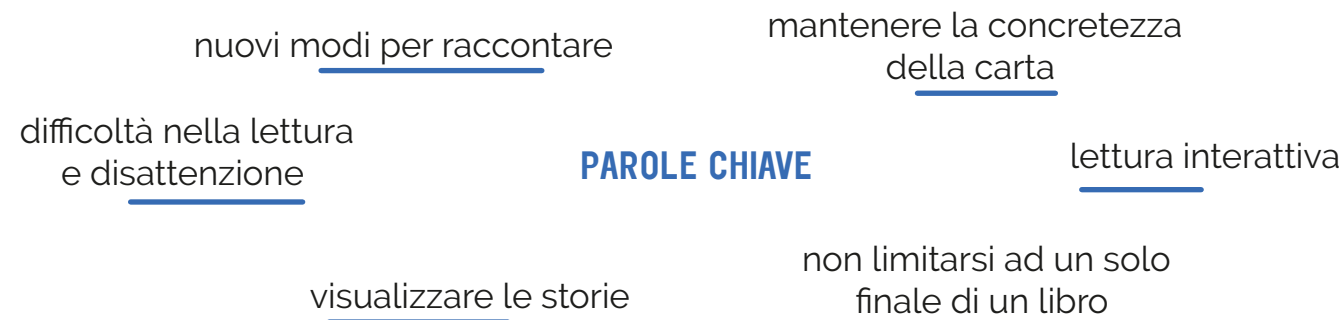 nuovi modi per raccontare
mantenere la concretezza
della carta
difficoltà nella lettura
e disattenzione
PAROLE CHIAVE
lettura interattiva
visualizzare le storie
non limitarsi ad un solo
finale di un libro